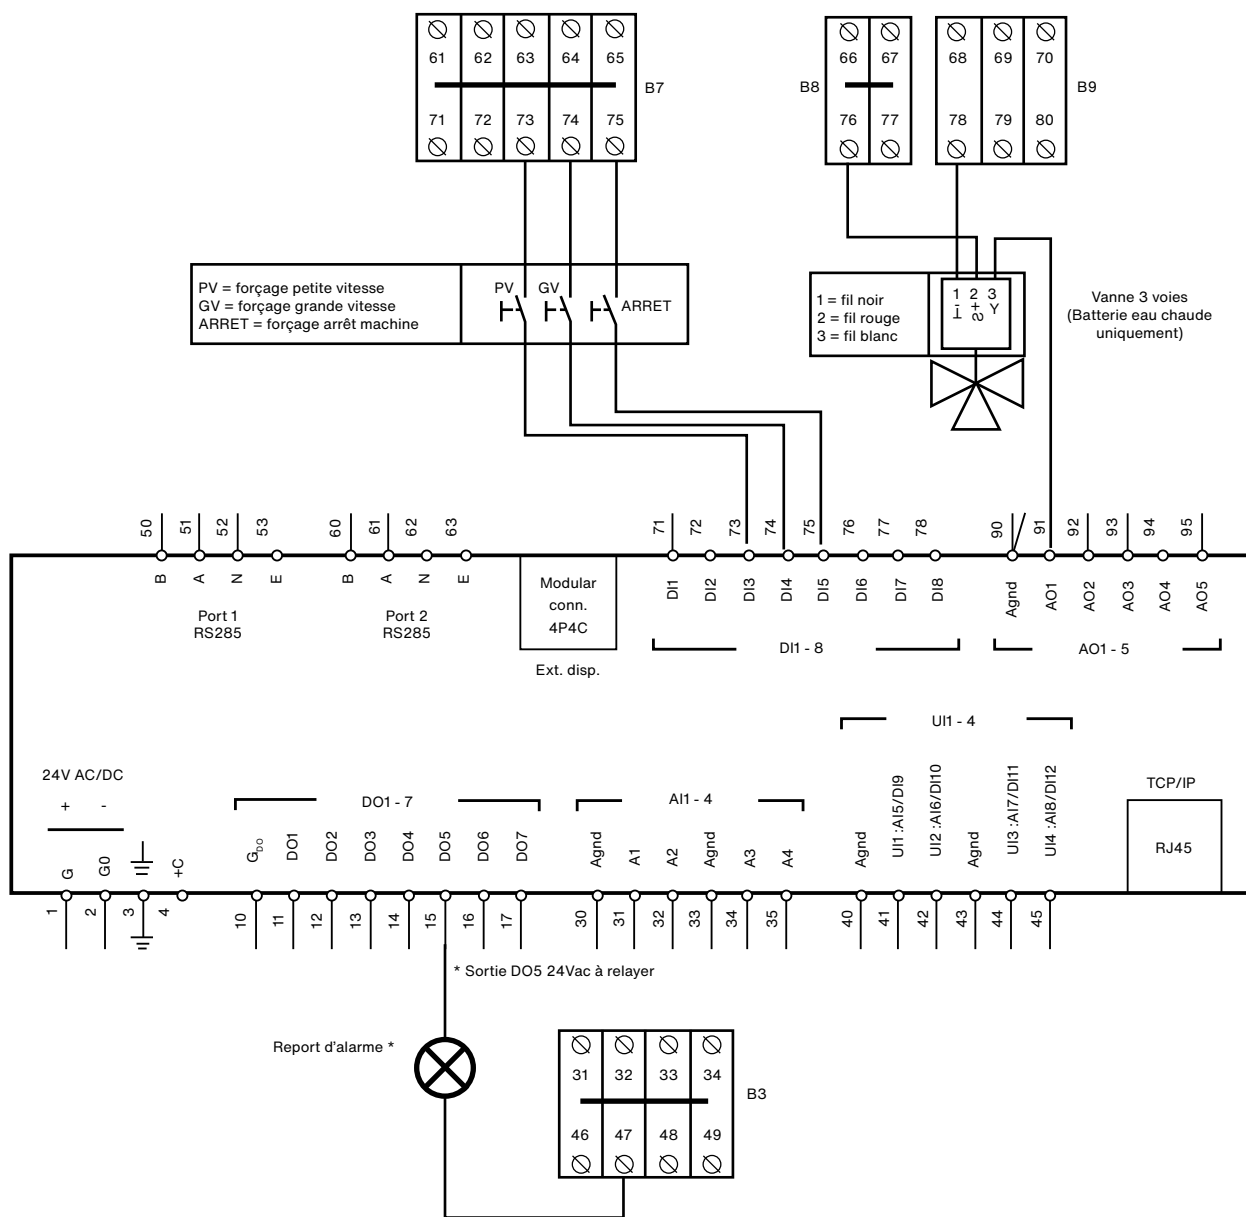 61 62 63 64 65
B7
71 72 73 74 75
66 67
B8
76 77
68 69 70
B9
78 79 80
PV = forçage petite vitesse
GV = forçage grande vitesse
ARRET = forçage arrêt machine
PV GV ARRET
1 = fil noir
2 = fil rouge
3 = fil blanc
1 2 3
Y
Vanne 3 voies
(Batterie eau chaude
uniquement)
50 51 52 53 60 61 62 63 71 72 73 74 75 76 77 78 90 91 92 93 94 95
B A N E B A N E
Port 1
RS285
Port 2
RS285
Modular
conn.
4P4C
Ext. disp.
DI1 DI2 DI3 DI4 DI5 DI6 DI7 DI8
DI1 - 8
Agnd AO1 AO2 AO3 AO4 AO5
AO1 - 5
UI1 - 4
24V AC/DC
+ -
G G0 +C
DO1 - 7
GDO DO1 DO2 DO3 DO4 DO5 DO6 DO7
AI1 - 4
Agnd A1 A2 Agnd A3 A4
Agnd UI1 :AI5/DI9 UI2 :AI6/DI10 Agnd UI3 :AI7/DI11 UI4 :AI8/DI12
TCP/IP
RJ45
1 2 3 4 10 11 12 13 14 15 16 17 30 31 32 33 34 35 40 41 42 43 44 45
* Sortie DO5 24Vac à relayer
Report d’alarme *
31 32 33 34
B3
46 47 48 49